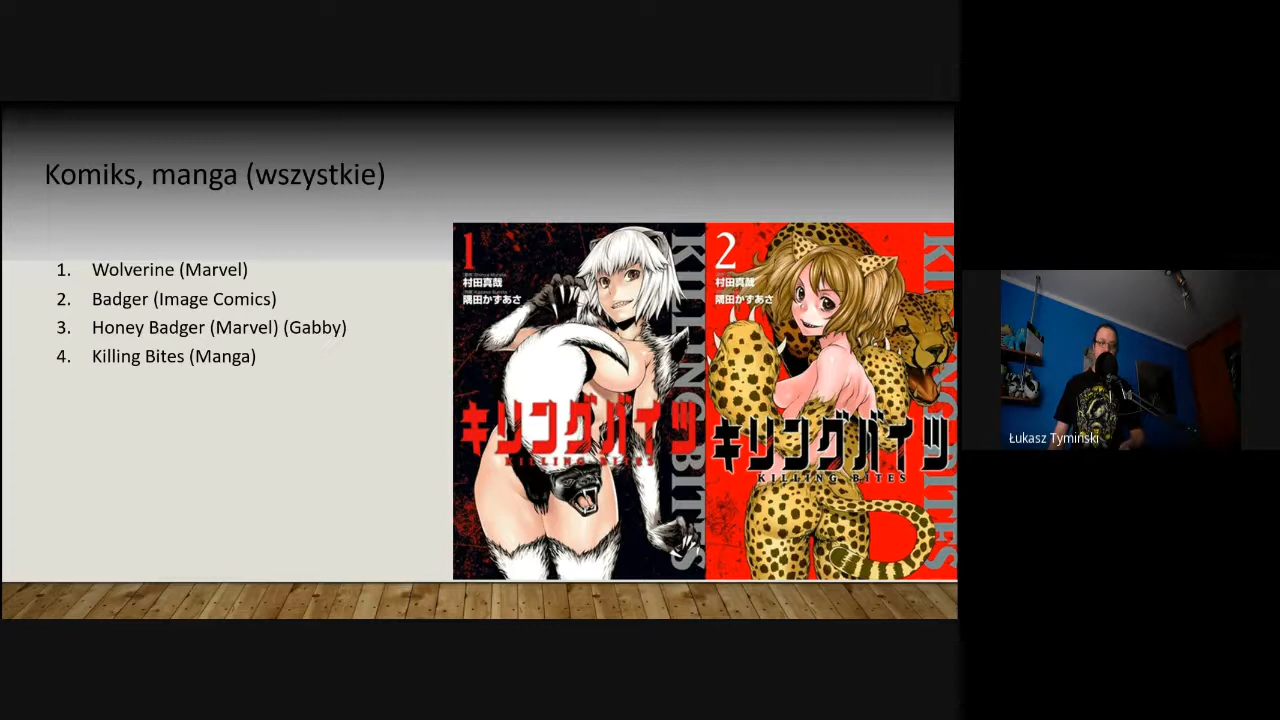 Komiks, manga (wszystkie)
1. Wolverine (Marvel)
2. Badger (Image Comics)
3. Honey Badger (Marvel) (Gabby)
4. Killing Bites (Manga)
1
村田真哉
隅田かずあさ
KILLING BITES
キリングバイツ
KILLING BITES
2
村田真哉
隅田かずあさ
キリングバイツ
KILLING BITES
Łukasz Tymiński